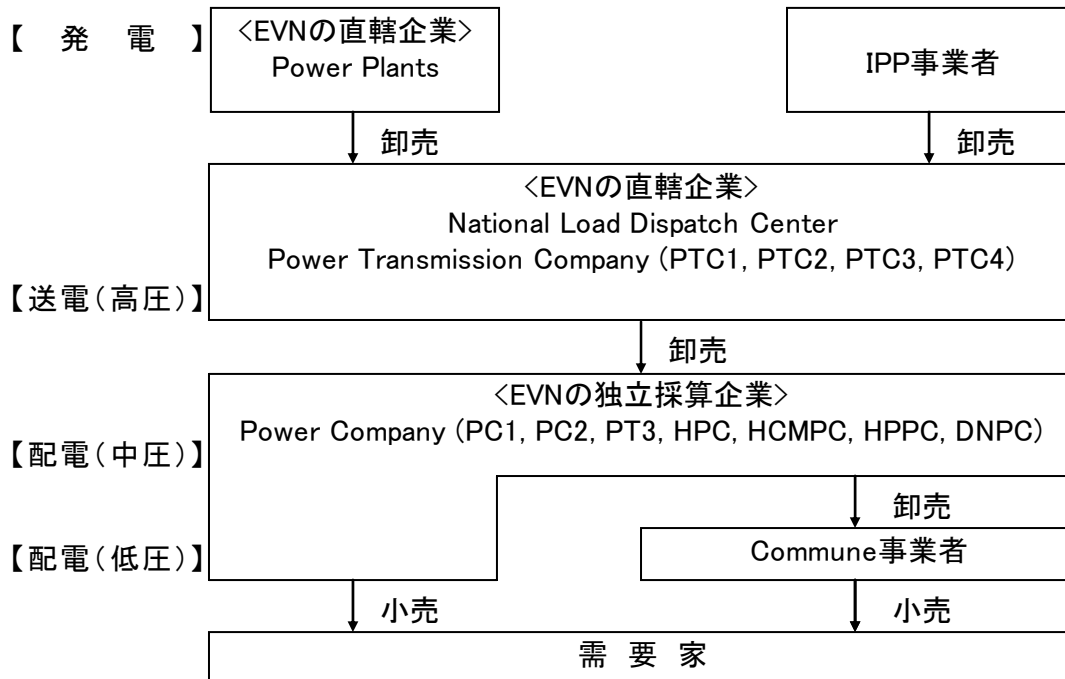 【　発　電　】
<EVNの直轄企業>
Power Plants
IPP事業者
卸売
卸売
<EVNの直轄企業>
National Load Dispatch Center
Power Transmission Company (PTC1, PTC2, PTC3, PTC4)
【送電(高圧)】
卸売
<EVNの独立採算企業>
Power Company (PC1, PC2, PT3, HPC, HCMPC, HPPC, DNPC)
【配電(中圧)】
卸売
【配電(低圧)】
Commune事業者
小売
小売
需　要　家